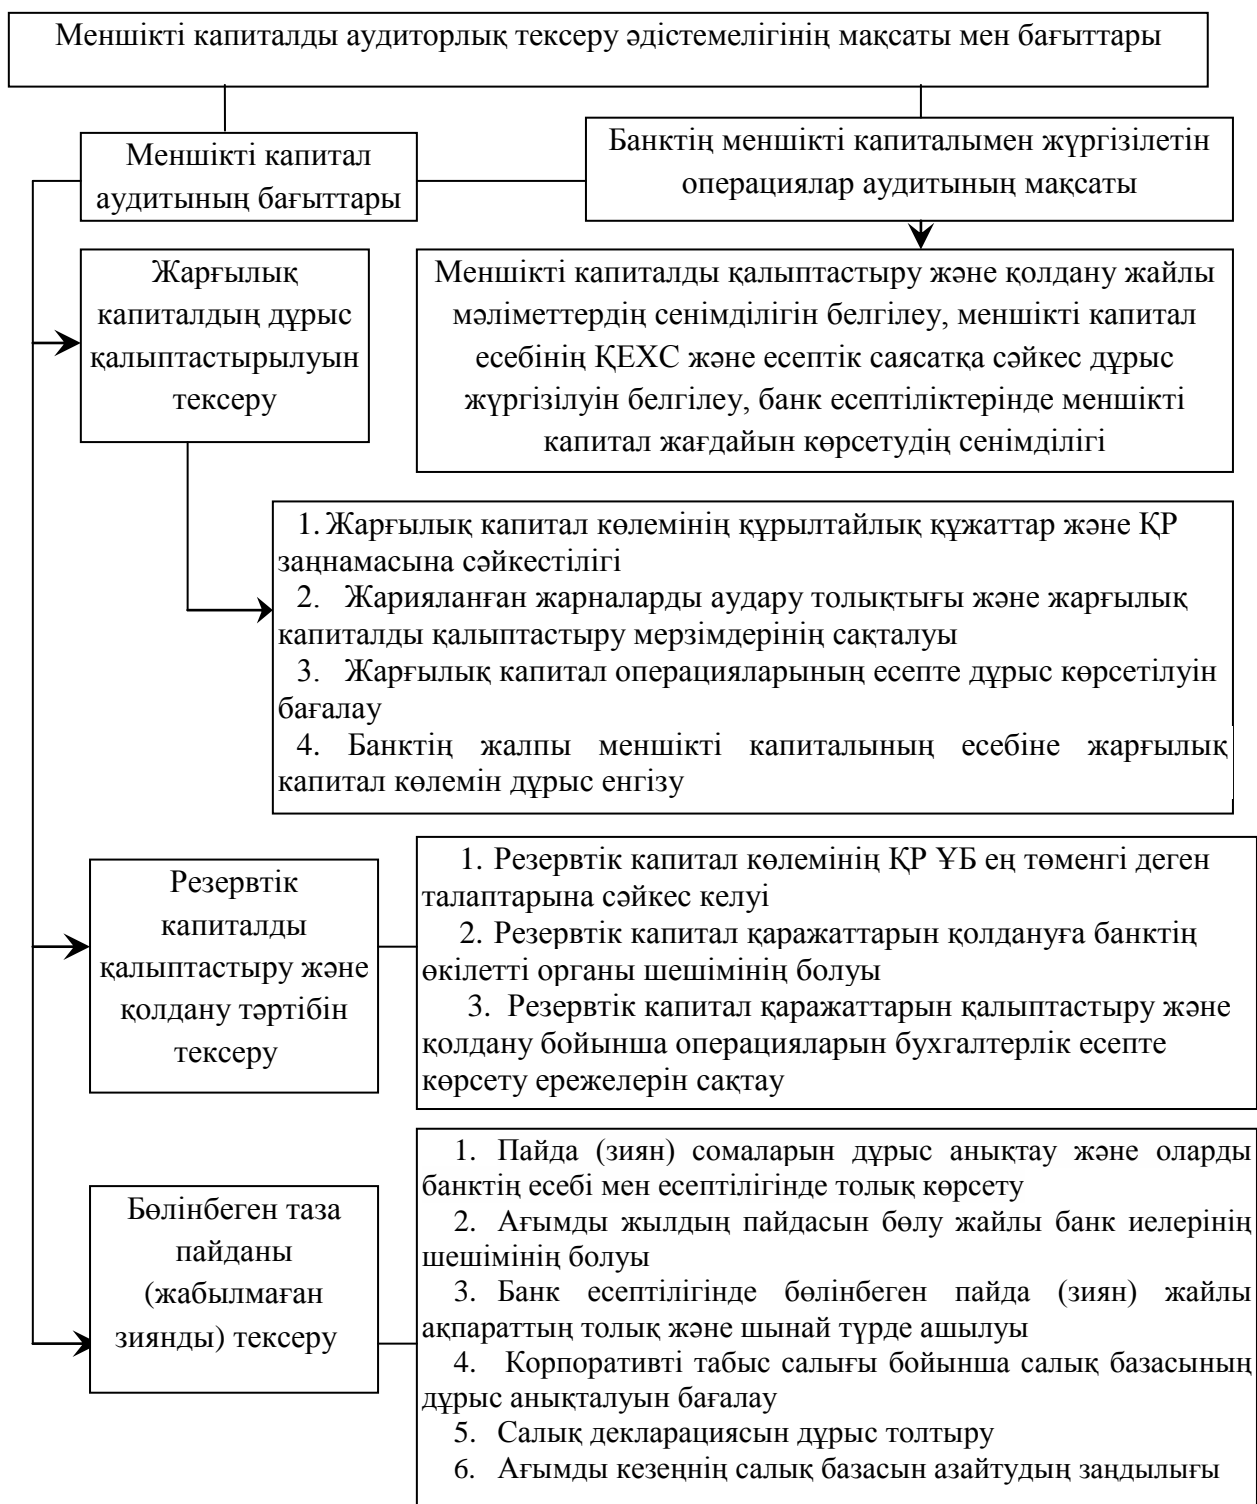 Меншікті капиталды аудиторлық тексеру әдістемелігінің мақсаты мен бағыттары
Меншікті капитал
аудитының бағыттары
Банктің меншікті капиталымен жүргізілетін
операциялар аудитының мақсаты
Жарғылық
капиталдың дұрыс
қалыптастырылуын
тексеру
Меншікті капиталды қалыптастыру және қолдану жайлы
мәліметтердің сенімділігін белгілеу, меншікті капитал
есебінің ҚЕХС және есептік саясатқа сәйкес дұрыс
жүргізілуін белгілеу, банк есептіліктерінде меншікті
капитал жағдайын көрсетудің сенімділігі
1. Жарғылық капитал көлемінің құрылтайлық құжаттар және ҚР
заңнамасына сәйкестілігі
2. Жарияланған жарналарды аудару толықтығы және жарғылық
капиталды қалыптастыру мерзімдерінің сақталуы
3. Жарғылық капитал операцияларының есепте дұрыс көрсетілуін
бағалау
4. Банктің жалпы меншікті капиталының есебіне жарғылық
капитал көлемін дұрыс енгізу
Резервтік
капиталды
қалыптастыру және
қолдану тәртібін
тексеру
1. Резервтік капитал көлемінің ҚР ҰБ ең төменгі деген
талаптарына сәйкес келуі
2. Резервтік капитал қаражаттарын қолдануға банктің
өкілетті органы шешімінің болуы
3. Резервтік капитал қаражаттарын қалыптастыру және
қолдану бойынша операцияларын бухгалтерлік есепте
көрсету ережелерін сақтау
Бөлінбеген таза
пайданы
(жабылмаған
зиянды) тексеру
1. Пайда (зиян) сомаларын дұрыс анықтау және оларды
банктің есебі мен есептілігінде толық көрсету
2. Ағымды жылдың пайдасын бөлу жайлы банк иелерінің
шешімінің болуы
3. Банк есептілігінде бөлінбеген пайда (зиян) жайлы
ақпараттың толық және шынай түрде ашылуы
4. Корпоративті табыс салығы бойынша салық базасының
дұрыс анықталуын бағалау
5. Салық декларациясын дұрыс толтыру
6. Ағымды кезеңнің салық базасын азайтудың заңдылығы